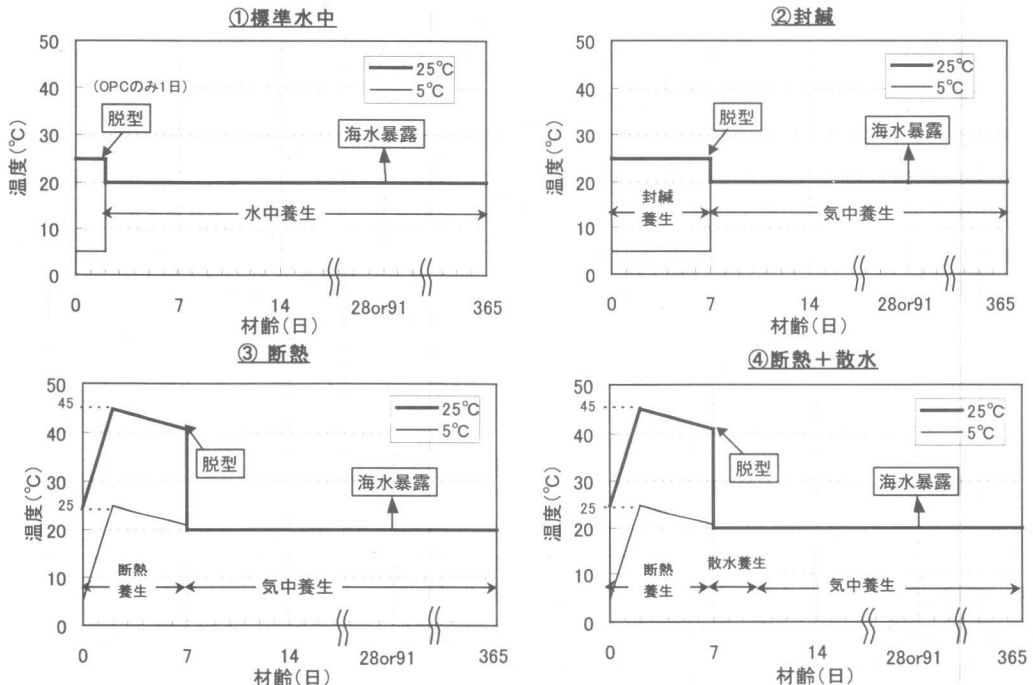 ①標準水中
50
40
30
20
10
0
温度(℃)
25℃
5℃
(OPCのみ1日)
脱型
海水暴露
水中養生
0 7 14 28or91 365
材齢(日)
②封緘
50
40
30
20
10
0
温度(℃)
25℃
5℃
脱型
海水暴露
封緘
養生
気中養生
0 7 14 28or91 365
材齢(日)
③ 断熱
50
45
40
30
25
20
10
0
温度(℃)
25℃
5℃
脱型
海水暴露
断熱
養生
気中養生
0 7 14 28or91 365
材齢(日)
④断熱+散水
50
45
40
30
25
20
10
0
温度(℃)
25℃
5℃
脱型
海水暴露
断熱
養生
散水養生
気中養生
0 7 14 28or91 365
材齢(日)